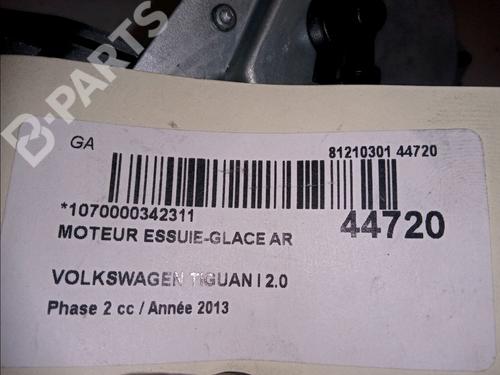 B-PARTS
GA
81210301 44720
*1070000342311
44720
MOTEUR ESSUIE-GLACE AR
VOLKSWAGEN TIGUAN I 2.0
Phase 2 cc / Année 2013